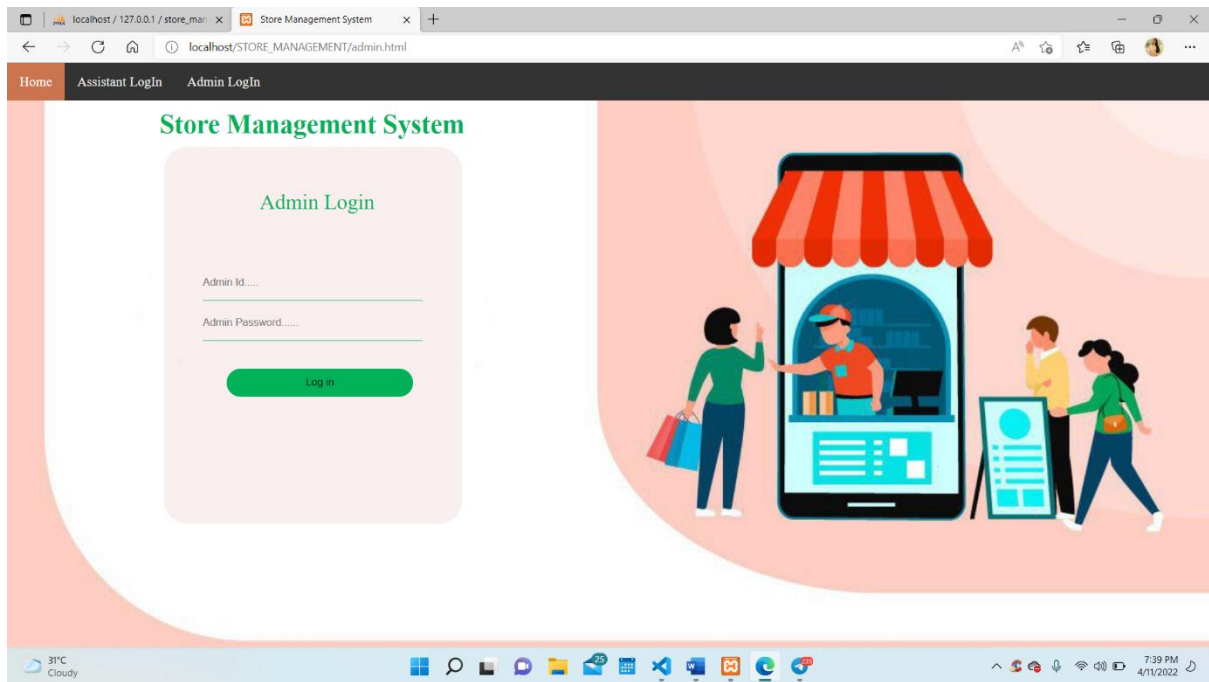 localhost / 127.0.0.1 / store_man
Store Management System
localhost/STORE_MANAGEMENT/admin.html
Home
Assistant LogIn
Admin LogIn
Store Management System
Admin Login
Admin Id.....
Admin Password......
Log in
31°C
Cloudy
25
7:39 PM
4/11/2022